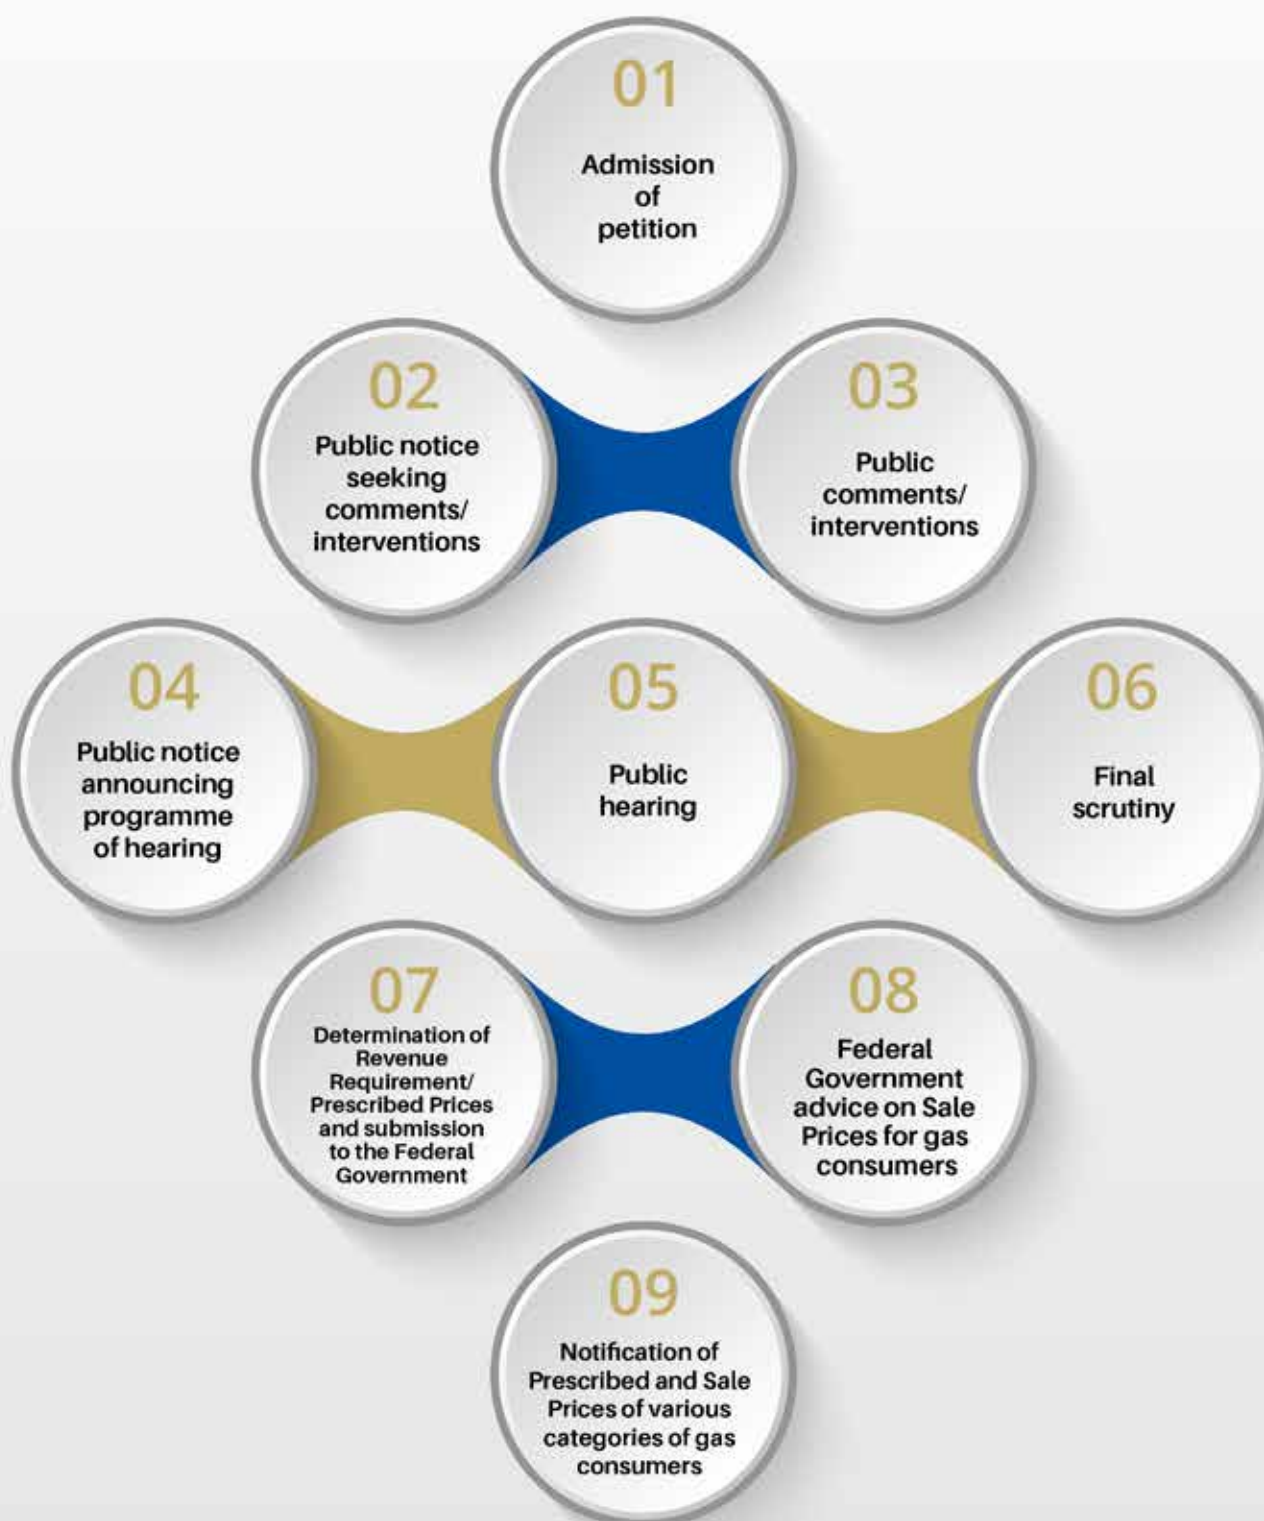 01
Admission
of
petition
02
Public notice
seeking
comments/
interventions
03
Public
comments/
interventions
04
Public notice
announcing
programme
of hearing
05
Public
hearing
06
Final
scrutiny
07
Determination of
Revenue
Requirement/
Prescribed Prices
and submission
to the Federal
Government
08
Federal
Government
advice on Sale
Prices for gas
consumers
09
Notification of
Prescribed and Sale
Prices of various
categories of gas
consumers